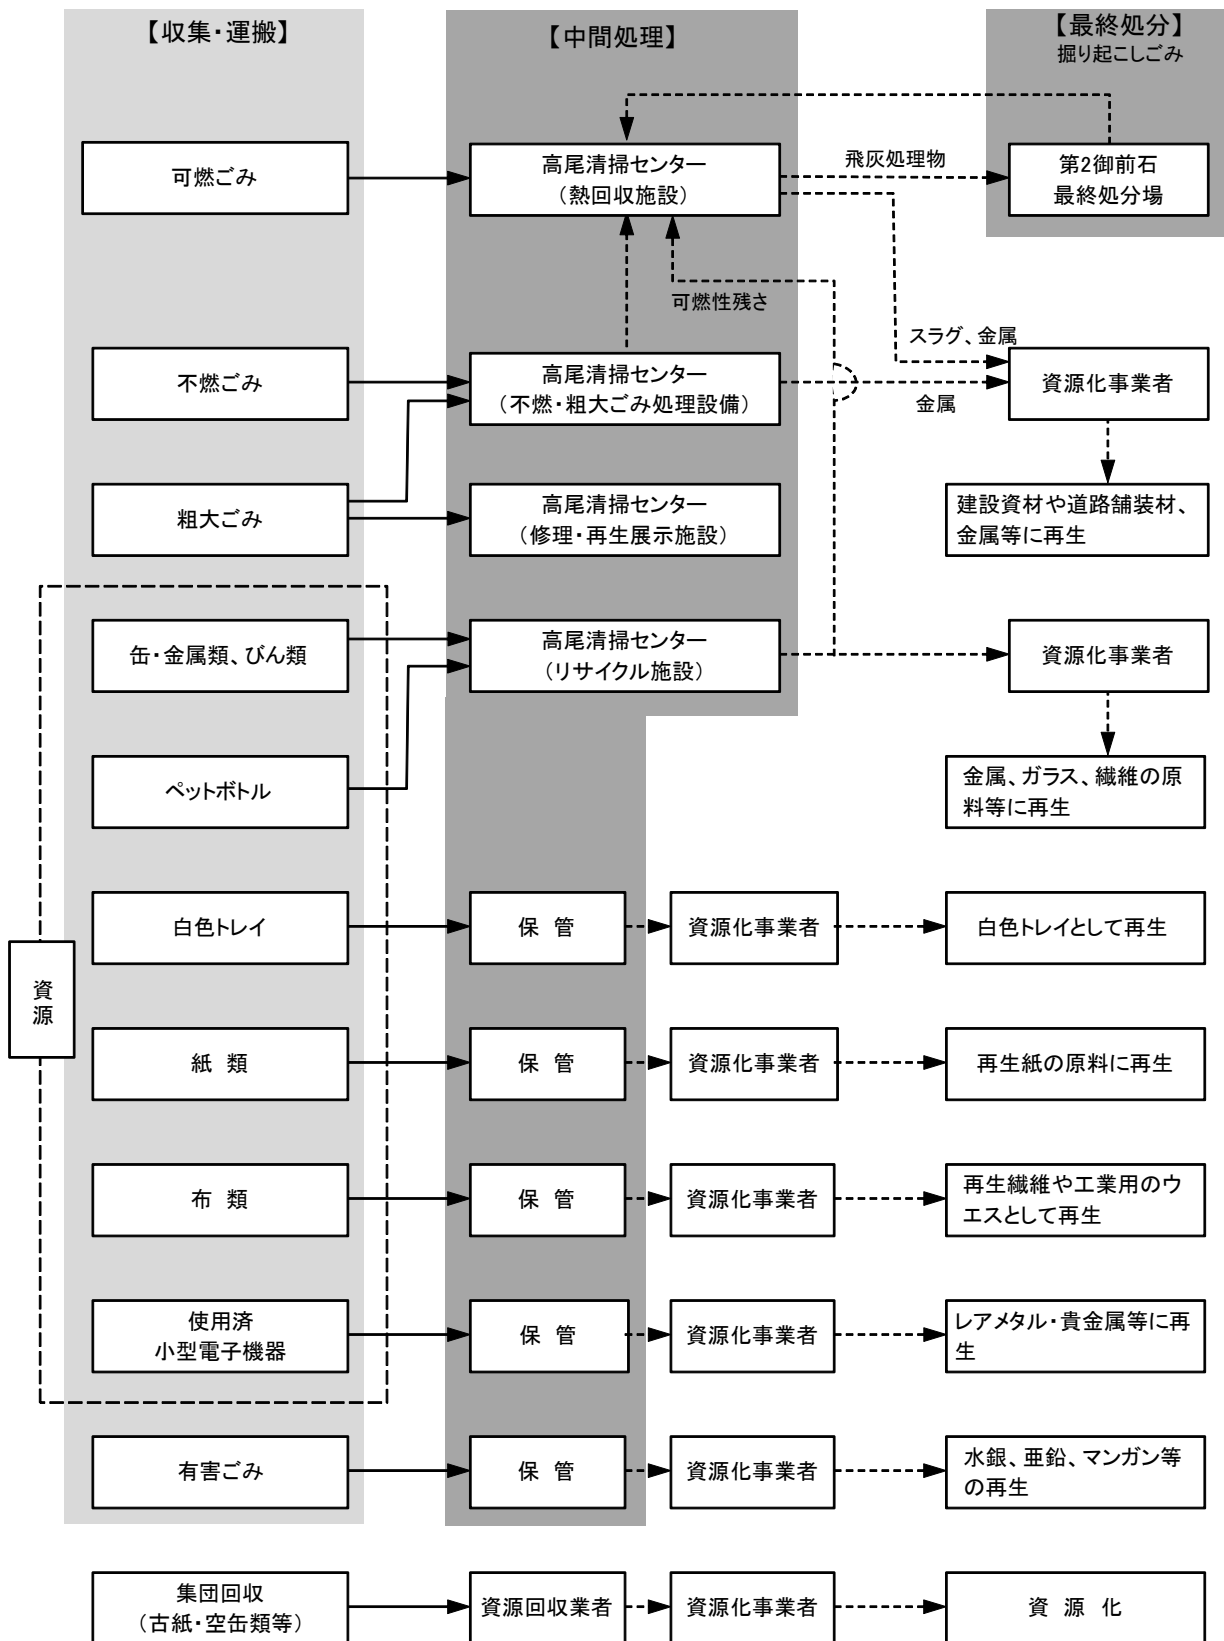 【収集・運搬】
【中間処理】
【最終処分】
掘り起こしごみ
可燃ごみ
高尾清掃センター
（熱回収施設）
飛灰処理物
第2御前石
最終処分場
可燃性残さ
スラグ、金属
不燃ごみ
高尾清掃センター
（不燃・粗大ごみ処理設備）
金属
資源化事業者
粗大ごみ
高尾清掃センター
（修理・再生展示施設）
建設資材や道路舗装材、
金属等に再生
缶・金属類、びん類
高尾清掃センター
（リサイクル施設）
資源化事業者
ペットボトル
金属、ガラス、繊維の原
料等に再生
資
源
白色トレイ
保　管
資源化事業者
白色トレイとして再生
紙　類
保　管
資源化事業者
再生紙の原料に再生
布　類
保　管
資源化事業者
再生繊維や工業用のウ
エスとして再生
使用済
小型電子機器
保　管
資源化事業者
レアメタル・貴金属等に再
生
有害ごみ
保　管
資源化事業者
水銀、亜鉛、マンガン等
の再生
集団回収
（古紙・空缶類等）
資源回収業者
資源化事業者
資　源　化